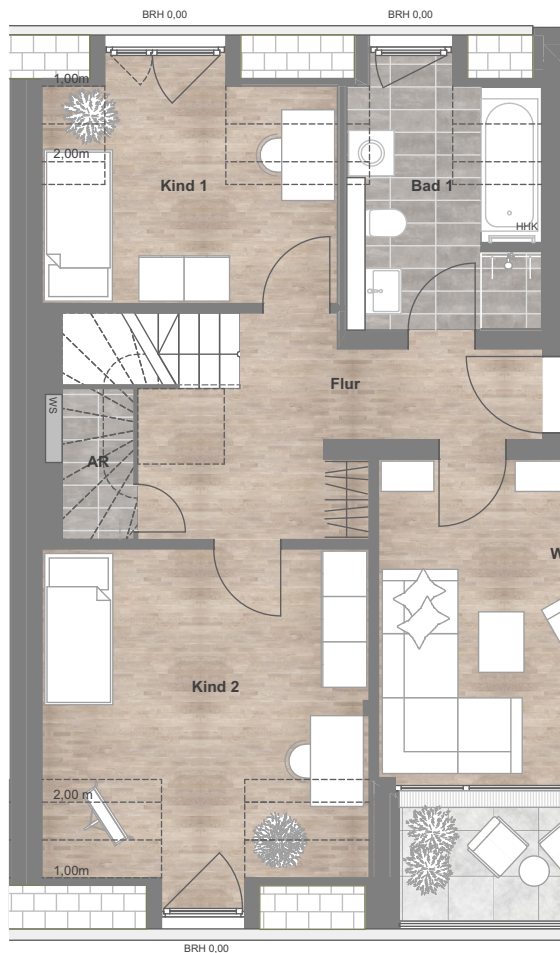 BRH 0,00
BRH 0,00
1,00m
2,00m
Kind 1
Bad 1
HHK
Flur
WS
AR
W
Kind 2
2,00 m
1,00m
BRH 0,00